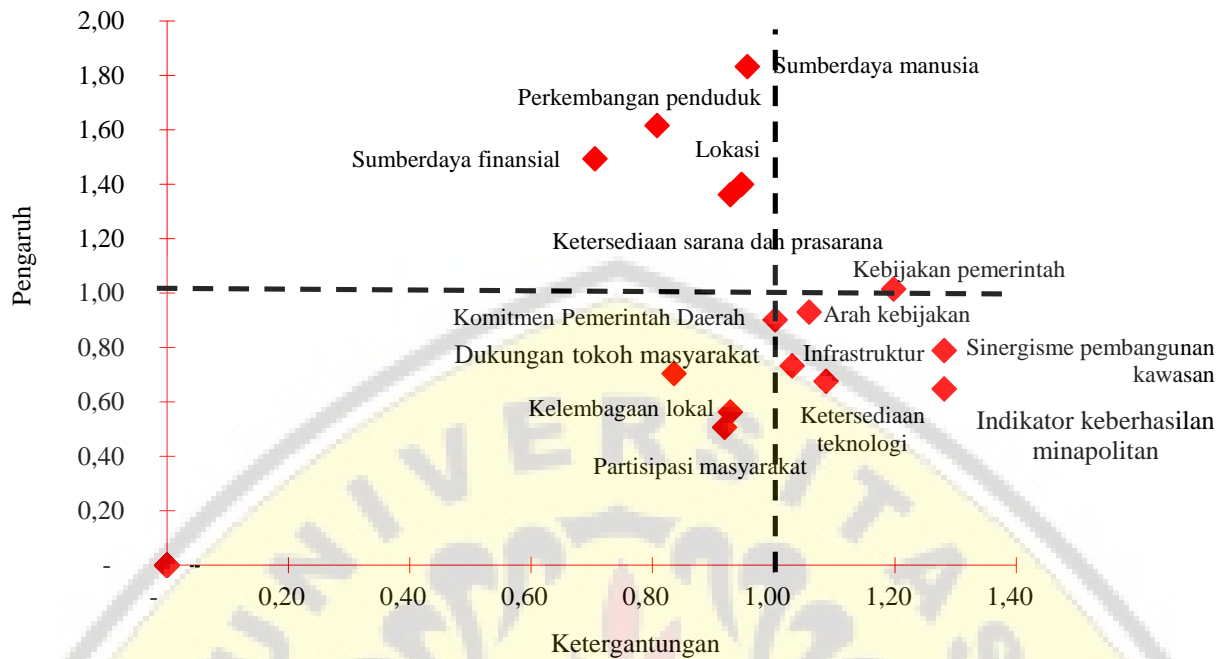 2,00
1,80
Sumberdaya manusia
Perkembangan penduduk
1,60
Lokasi
Sumberdaya finansial
1,40
1,20
Ketersediaan sarana dan prasarana
Pengaruh
Kebijakan pemerintah
1,00
Komitmen Pemerintah Daerah
Arah kebijakan
0,80
Dukungan tokoh masyarakat
Infrastruktur
Sinergisme pembangunan
kawasan
0,60
Kelembagaan lokal
Ketersediaan
teknologi
Indikator keberhasilan
minapolitan
0,40
Partisipasi masyarakat
0,20
-
-
0,20
0,40
0,60
0,80
1,00
1,20
1,40
Ketergantungan
UNIVERSITAS